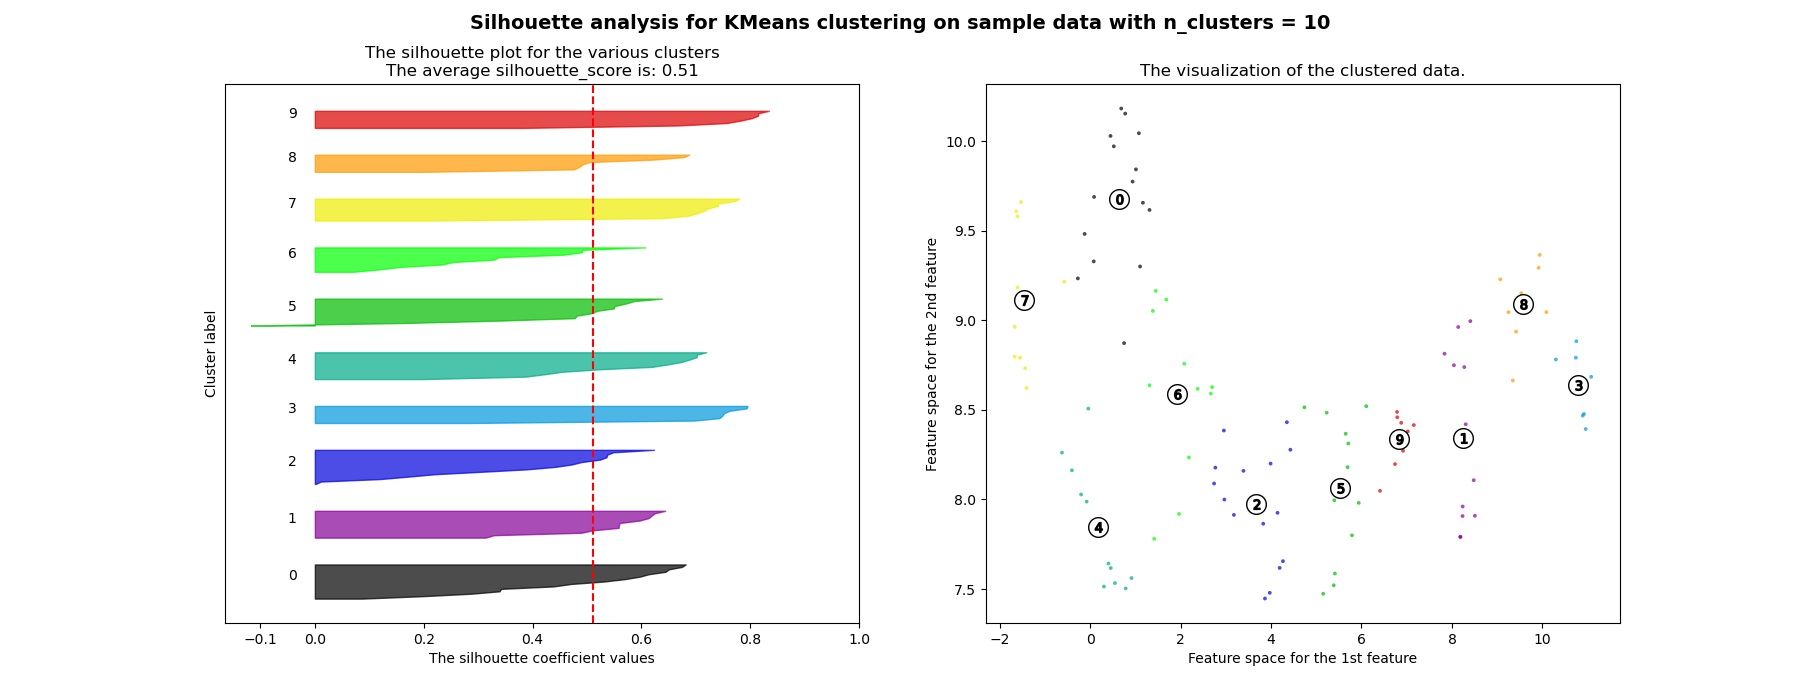 Silhouette analysis for KMeans clustering on sample data with n_clusters = 10
The silhouette plot for the various clusters
The average silhouette_score is: 0.51
9
8
7
6
5
4
3
2
1
0
Cluster label
−0.1 0.0 0.2 0.4 0.6 0.8 1.0
The silhouette coefficient values
The visualization of the clustered data.
10.0
9.5
9.0
8.5
8.0
7.5
Feature space for the 2nd feature
0
7
8
6
3
9
1
5
2
4
−2 0 2 4 6 8 10
Feature space for the 1st feature